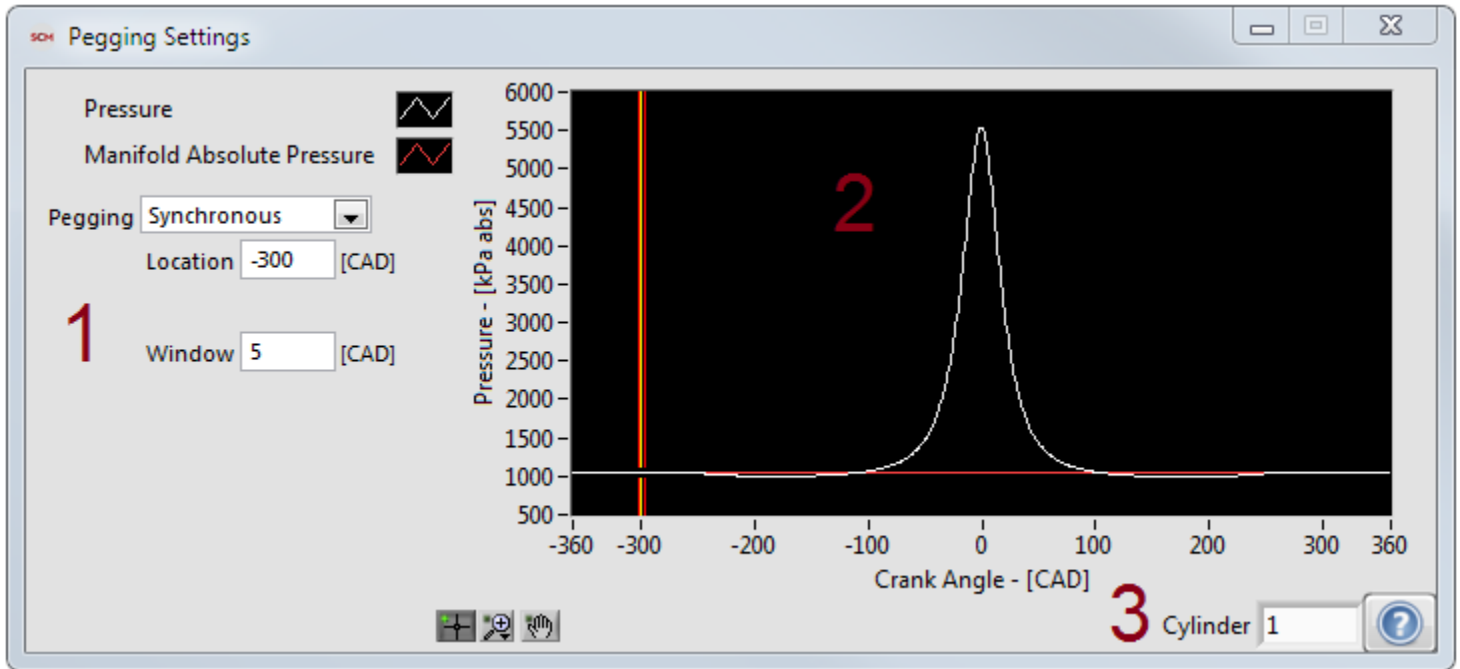 SCM Pegging Settings
Pressure
Manifold Absolute Pressure
Pegging Synchronous
Location -300 [CAD]
1
Window 5 [CAD]
Pressure - [kPa abs]
6000
5500
5000
4500
4000
3500
3000
2500
2000
1500
1000
500
2
-360 -300 -200 -100 0 100 200 300 360
Crank Angle - [CAD]
3 Cylinder 1 ?